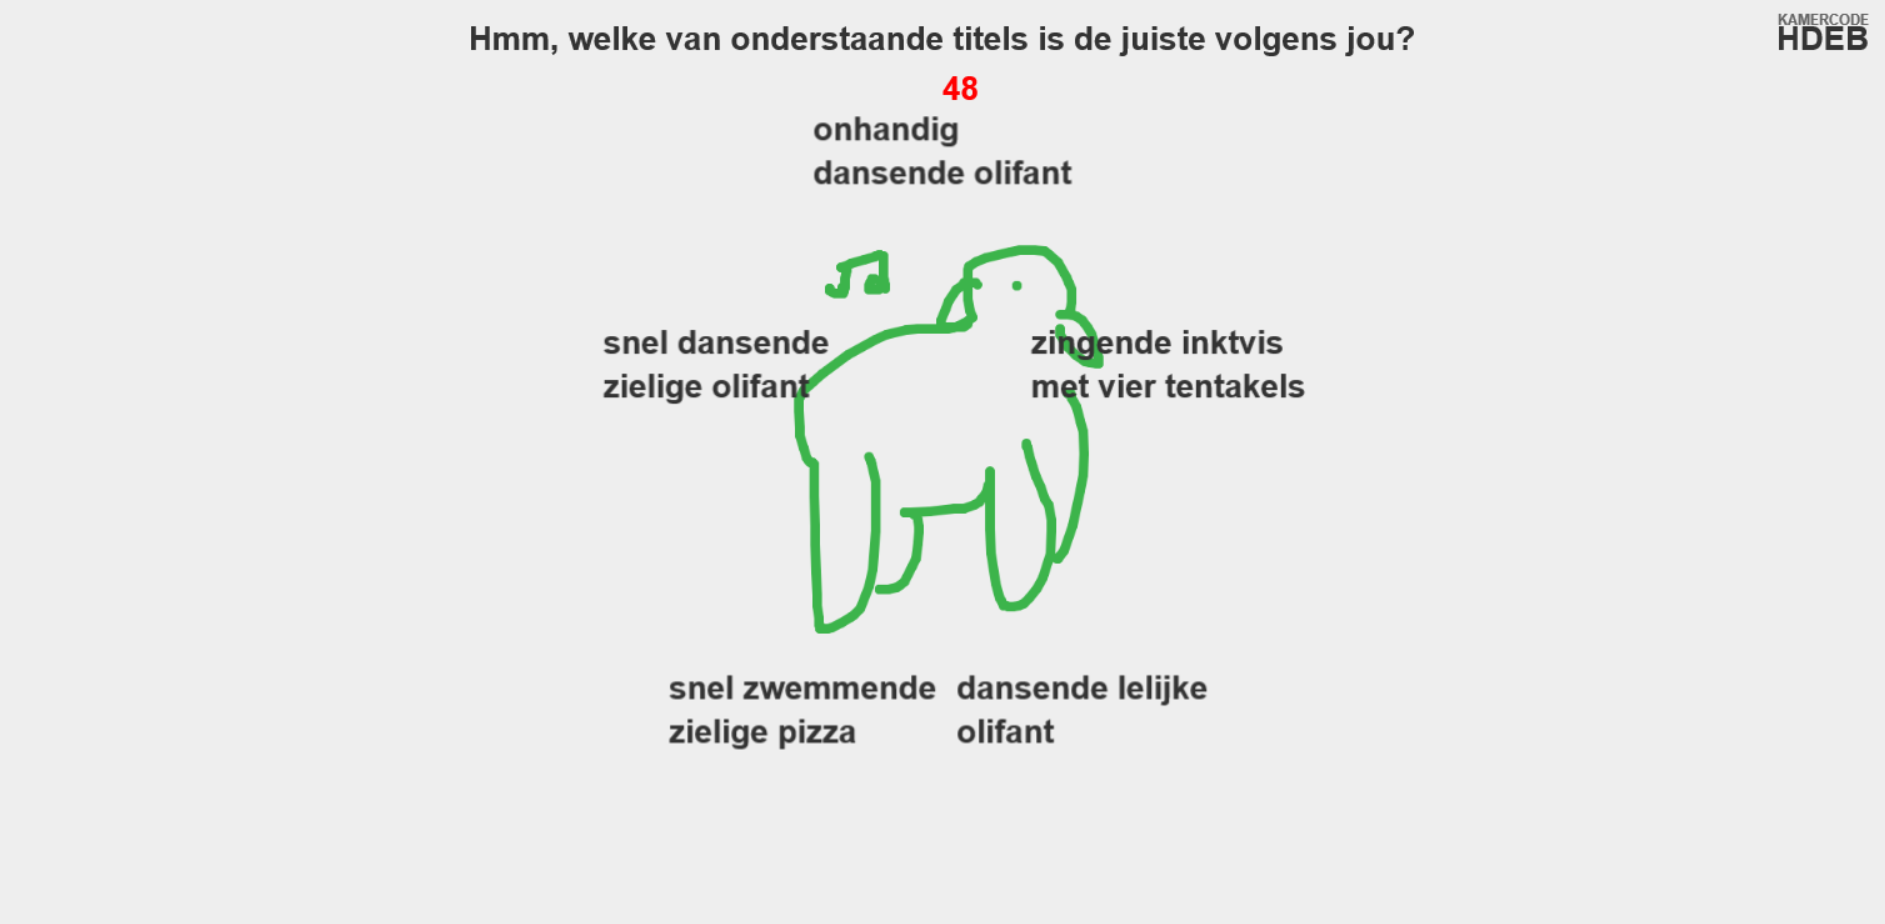 Hmm, welke van onderstaande titels is de juiste volgens jou?
KAMERCODE
HDEB
48
onhandig
dansende olifant
snel dansende
zielige olifant
zingende inktvis
met vier tentakels
snel zwemmende
zielige pizza
dansende lelijke
olifant